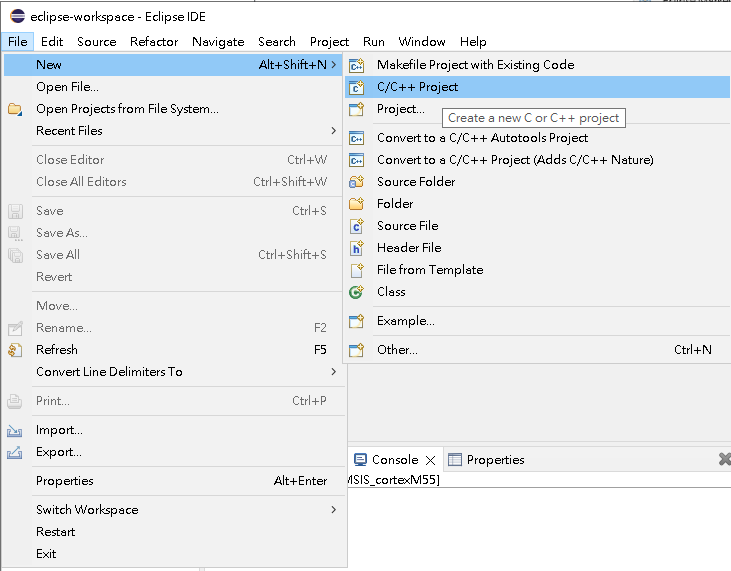 eclipse-workspace - Eclipse IDE
File Edit Source Refactor Navigate Search Project Run Window Help
New Alt+Shift+N
Open File...
Open Projects from File System...
Recent Files
Close Editor Ctrl+W
Close All Editors Ctrl+Shift+W
Save Ctrl+S
Save As...
Save All Ctrl+Shift+S
Revert
Move...
Rename... F2
Refresh F5
Convert Line Delimiters To
Print... Ctrl+P
Import...
Export...
Properties Alt+Enter
Switch Workspace
Restart
Exit
Makefile Project with Existing Code
C/C++ Project
Project...
Create a new C or C++ project
Convert to a C/C++ Autotools Project
Convert to a C/C++ Project (Adds C/C++ Nature)
Source Folder
Folder
Source File
Header File
File from Template
Class
Example...
Other... Ctrl+N
Console Properties
MSIS_cortexM55]